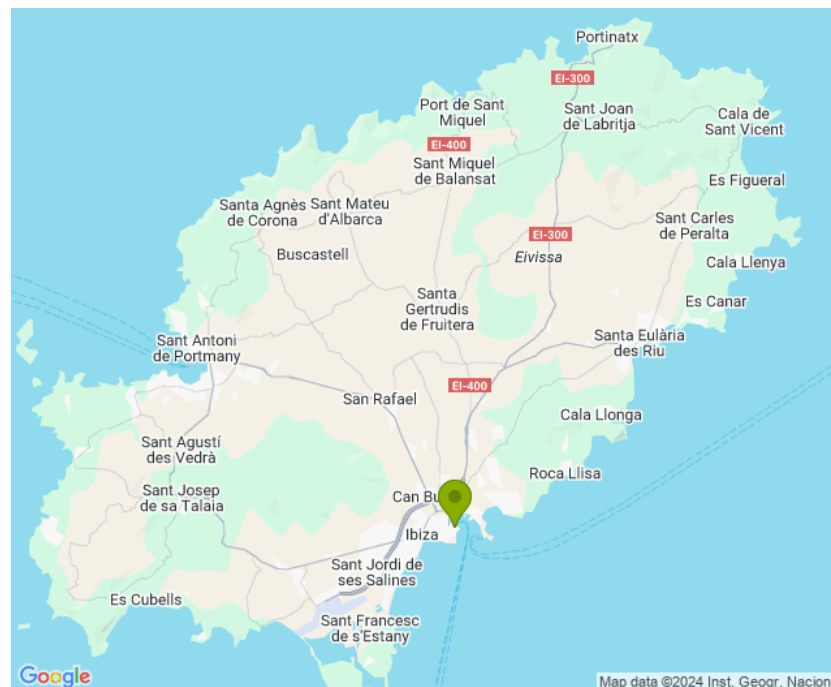 Portinatx
EI-300
Port de Sant
Miquel
Sant Joan
de Labritja
Cala de
Sant Vicent
EI-400
Sant Miquel
de Balansat
Es Figueral
Santa Agnès
de Corona
Sant Mateu
d'Albarca
Sant Carles
de Peralta
EI-300
Buscastell
Eivissa
Cala Llenya
Santa
Gertrudis
de Fruitera
Es Canar
Sant Antoni
de Portmany
Santa Eulària
des Riu
EI-400
San Rafael
Cala Llonga
Sant Agustí
des Vedrà
Roca Llisa
Sant Josep
de sa Talaia
Can Bu
Ibiza
Sant Jordi de
ses Salines
Es Cubells
Sant Francesc
de s'Estany
Google
Map data ©2024 Inst. Geogr. Nacion